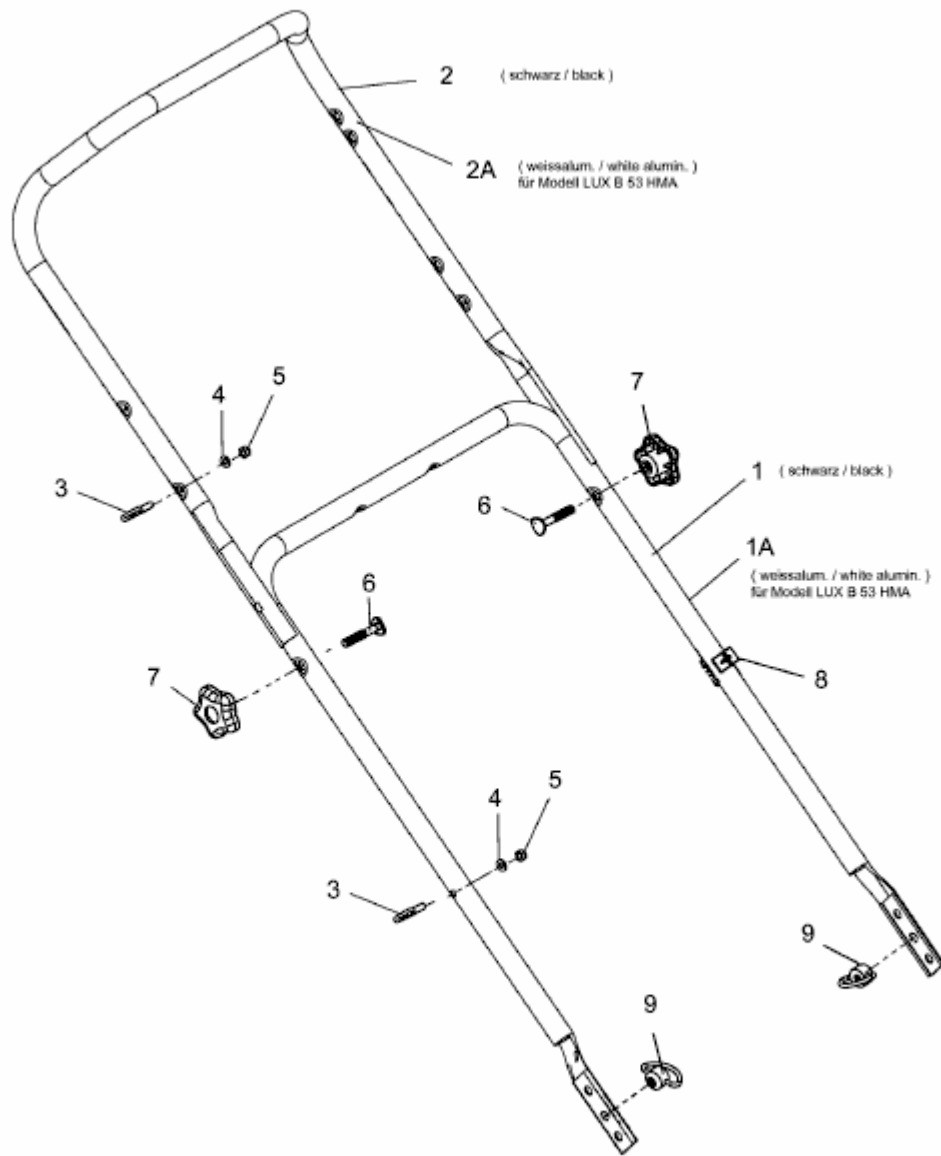 2 ( schwarz / black )
2A ( weissalum. / white alumin. )
für Modell LUX B 53 HMA
4 5
7
3
6
1 ( schwarz / black )
1A
( weissalum. / white alumin. )
für Modell LUX B 53 HMA
6
7
8
4 5
3
9
9